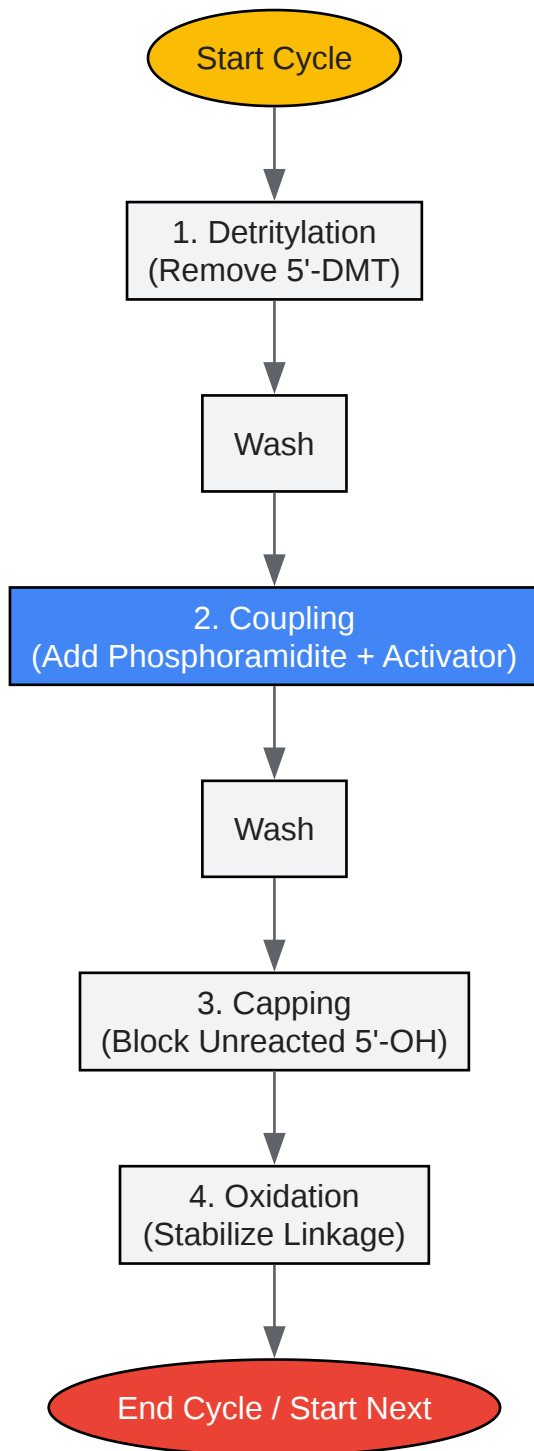 Start Cycle
1. Detritylation
(Remove 5'-DMT)
Wash
2. Coupling
(Add Phosphoramidite + Activator)
Wash
3. Capping
(Block Unreacted 5'-OH)
4. Oxidation
(Stabilize Linkage)
End Cycle / Start Next